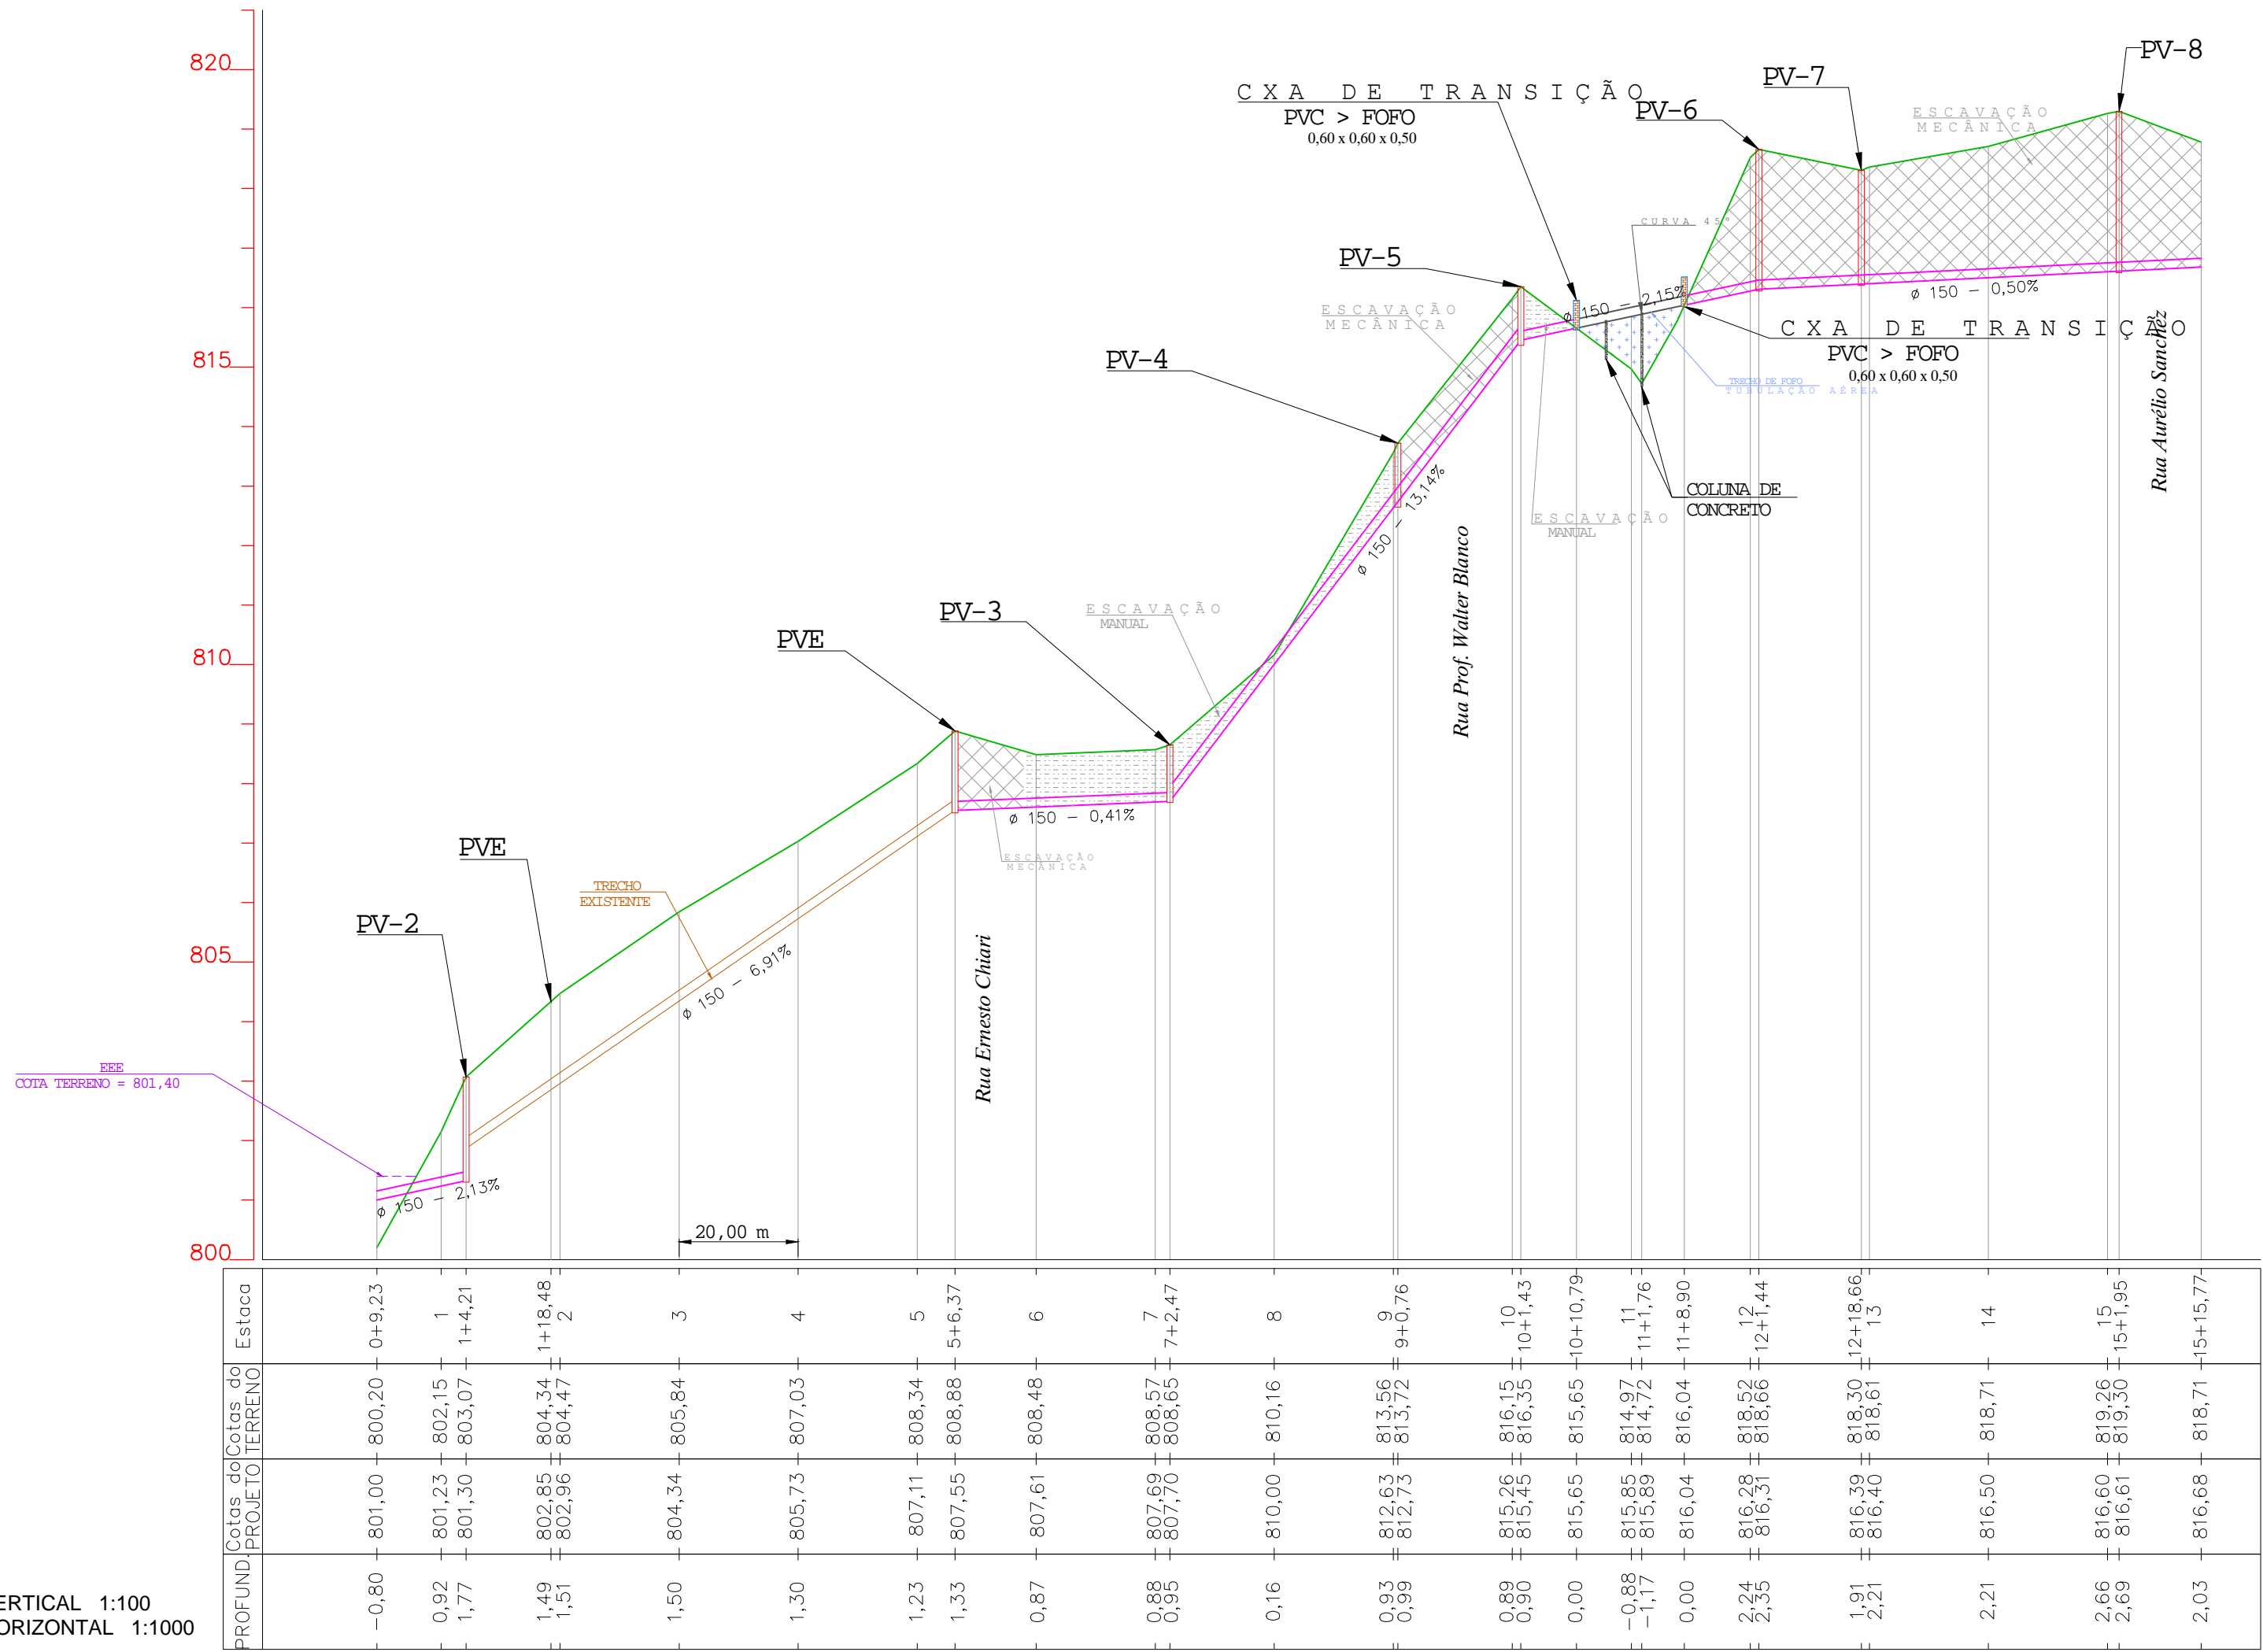 820
815
810
805
800
PV-8
CXA DE TRANSIÇÃO
PVC > FOFO
0,60 x 0,60 x 0,50
PV-7
PV-6
ESCAVAÇÃO
MECÂNICA
CURVA 45°
PV-5
ø 150 - 2,15%
ESCAVAÇÃO
MECÂNICA
ø 150 - 0,50%
CXA DE TRANSIÇÃO
PVC > FOFO
0,60 x 0,60 x 0,50
Rua Aurélio Sanchez
PV-4
TRECHO DE FOFO
TUBULAÇÃO AÉREA
ø 150 - 13,14%
COLUNA DE
CONCRETO
ESCAVAÇÃO
MANUAL
Rua Prof. Walter Blanco
PV-3
ESCAVAÇÃO
MANUAL
PVE
ø 150 - 0,41%
ESCAVAÇÃO
MECÂNICA
PVE
TRECHO
EXISTENTE
PV-2
ø 150 - 6,91%
Rua Ernesto Chiari
EEE
COTA TERRENO = 801,40
ø 150 - 2,13%
20,00 m
Estaca
0+9,23
1
1+4,21
1+18,48
2
3
4
5
5+6,37
6
7
7+2,47
8
9
9+0,76
10
10+1,43
10+10,79
11
11+1,76
11+8,90
12
12+1,44
12+18,66
13
14
15
15+1,95
15+15,77
Cotas do
TERRENO
800,20
802,15
803,07
804,34
804,47
805,84
807,03
808,34
808,88
808,48
808,57
808,65
810,16
813,56
813,72
816,15
816,35
815,65
814,97
814,72
816,04
818,52
818,66
818,30
818,61
818,71
819,26
819,30
818,71
Cotas do
PROJETO
801,00
801,23
801,30
802,85
802,96
804,34
805,73
807,11
807,55
807,61
807,69
807,70
810,00
812,63
812,73
815,26
815,45
815,65
815,85
815,89
816,04
816,28
816,31
816,39
816,40
816,50
816,60
816,61
816,68
PROFUND.
-0,80
0,92
1,77
1,49
1,51
1,50
1,30
1,23
1,33
0,87
0,88
0,95
0,16
0,93
0,99
0,89
0,90
0,00
-0,88
-1,17
0,00
2,24
2,35
1,91
2,21
2,21
2,66
2,69
2,03
ERTICAL 1:100
ORIZONTAL 1:1000